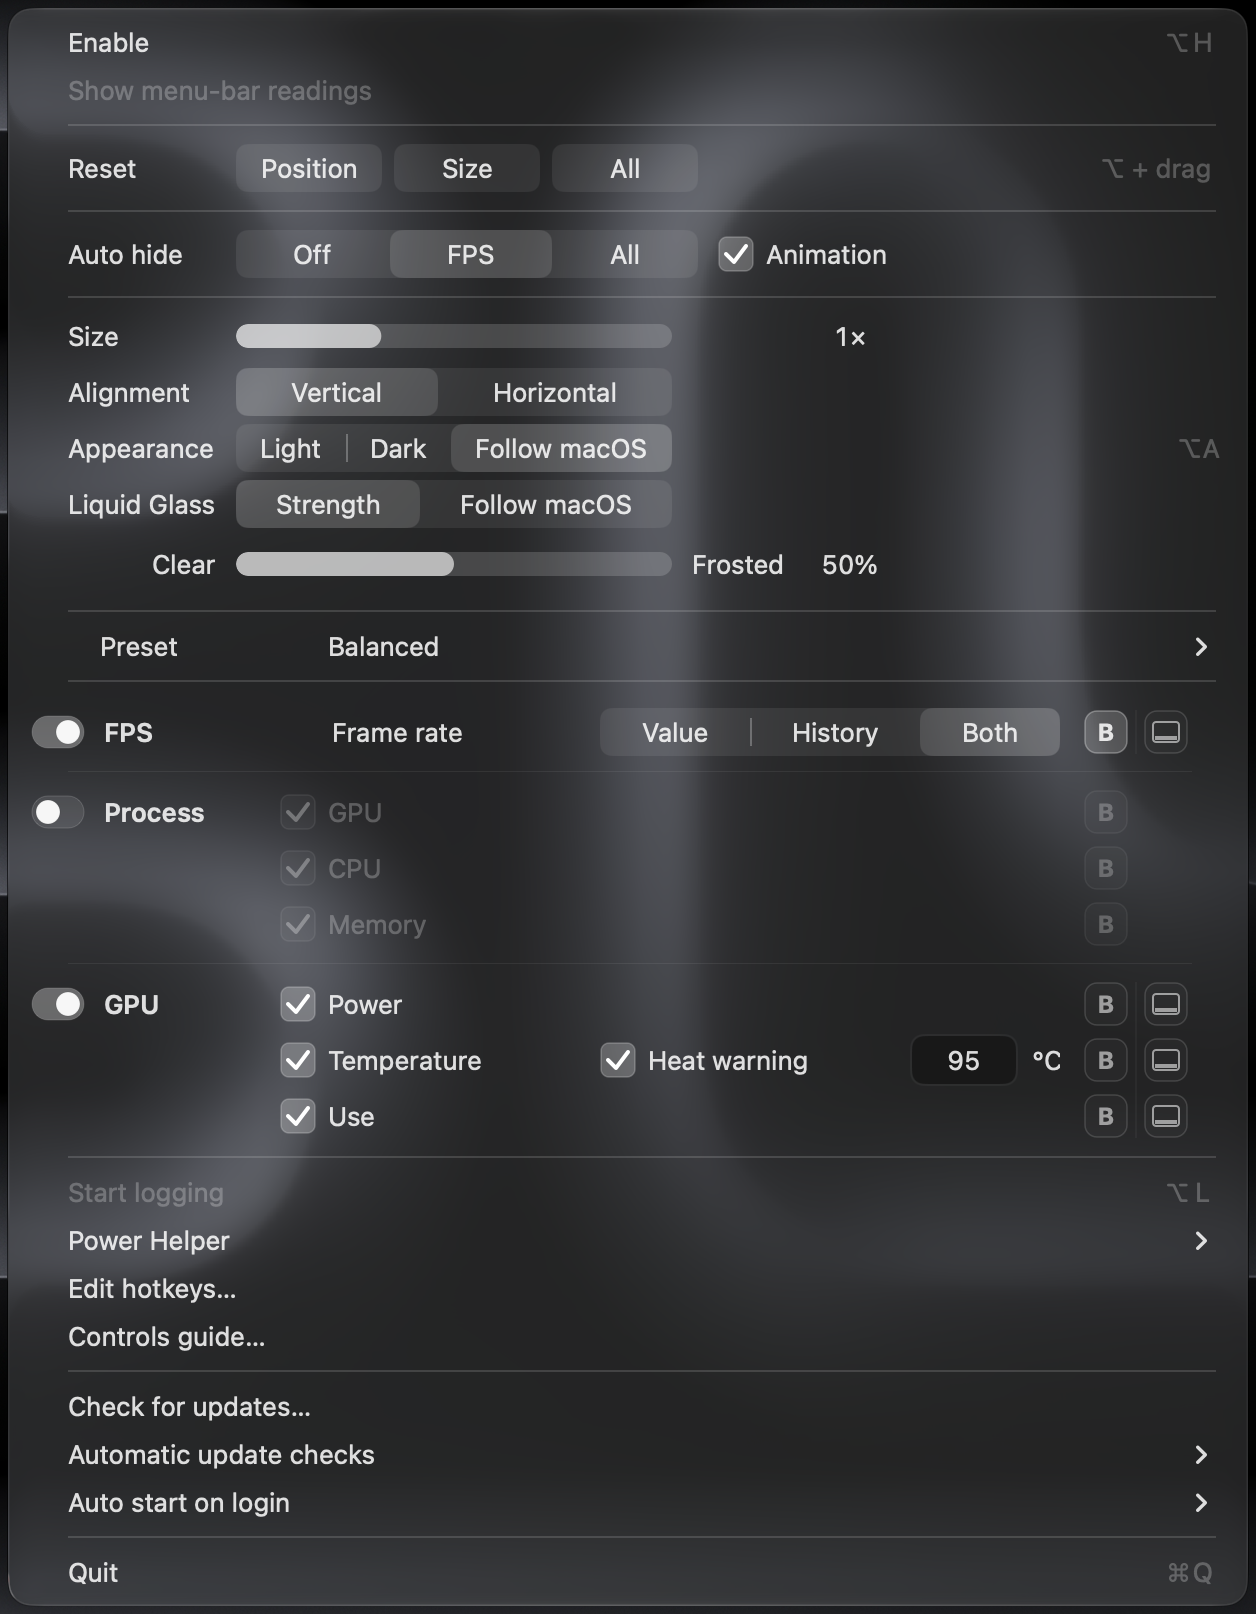 Enable ⌥ H
Show menu-bar readings
Reset Position Size All ⌥ + drag
Auto hide Off FPS All Animation
Size 1×
Alignment Vertical Horizontal
Appearance Light Dark Follow macOS ⌥A
Liquid Glass Strength Follow macOS
Clear Frosted 50%
Preset Balanced
FPS Frame rate Value History Both B
Process GPU B
CPU B
Memory B
GPU Power B
Temperature Heat warning 95 °C B
Use B
Start logging ⌥ L
Power Helper
Edit hotkeys...
Controls guide...
Check for updates...
Automatic update checks
Auto start on login
Quit ⌘Q